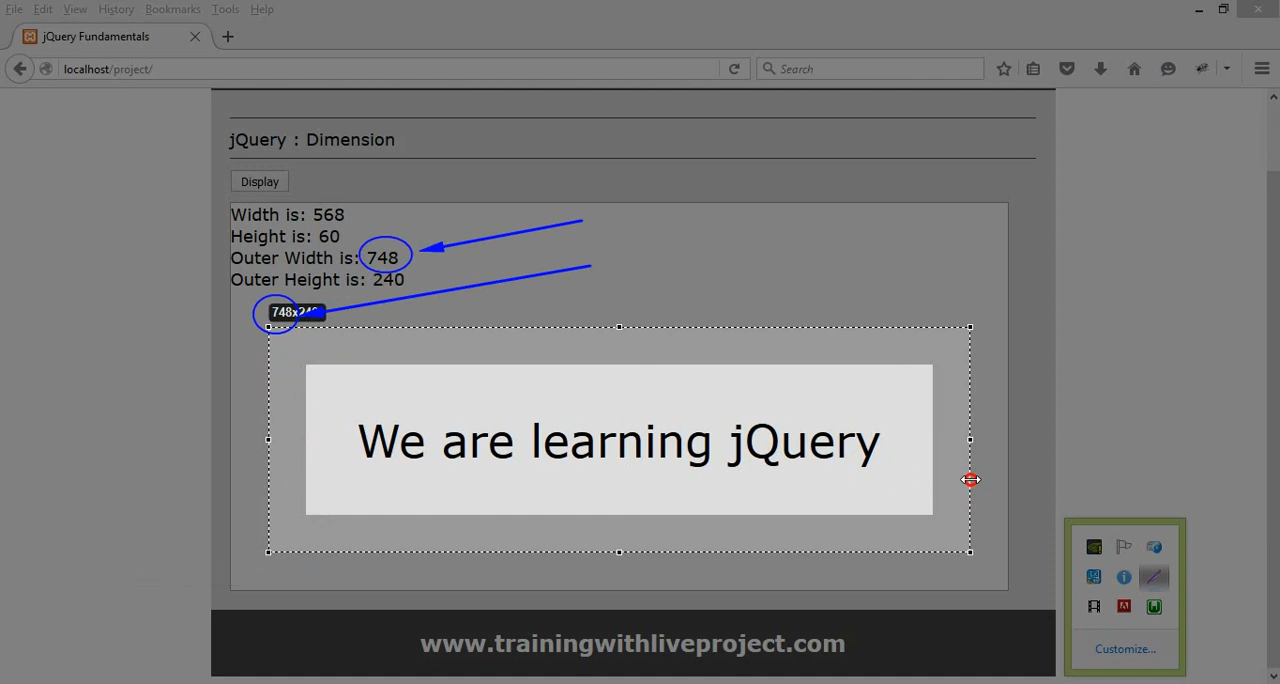 File Edit View History Bookmarks Tools Help
jQuery Fundamentals
localhost/project/
Search
jQuery : Dimension
Display
Width is: 568
Height is: 60
Outer Width is: 748
Outer Height is: 240
748x240
We are learning jQuery
www.trainingwithliveproject.com
Customize...